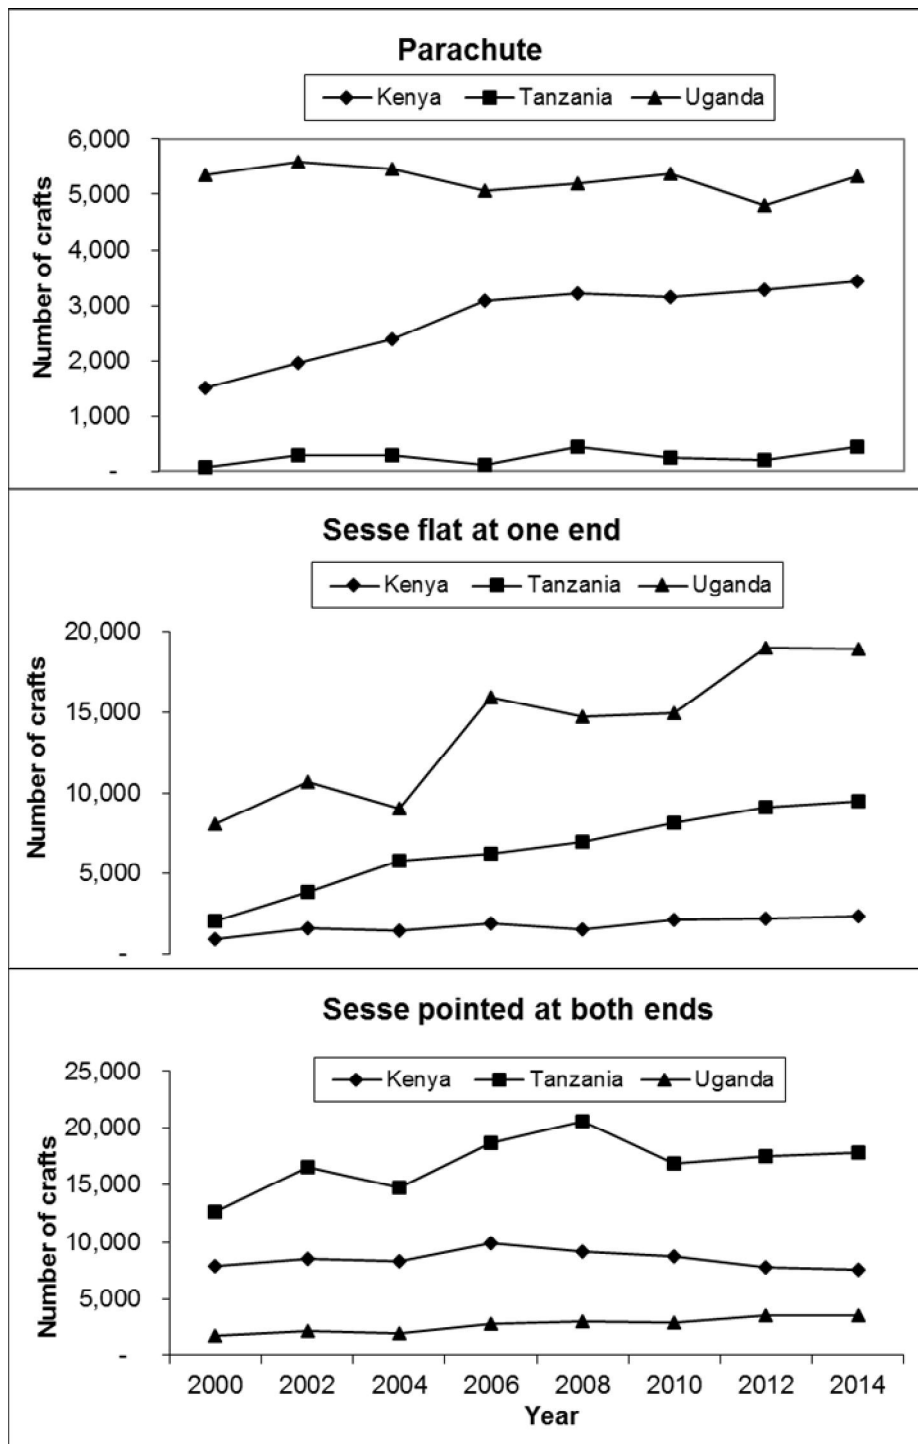 Parachute
Kenya Tanzania Uganda
6,000
5,000
4,000
3,000
2,000
1,000
-
Number of crafts
Sesse flat at one end
Kenya Tanzania Uganda
20,000
15,000
10,000
5,000
-
Number of crafts
Sesse pointed at both ends
Kenya Tanzania Uganda
25,000
20,000
15,000
10,000
5,000
-
Number of crafts
2000 2002 2004 2006 2008 2010 2012 2014
Year